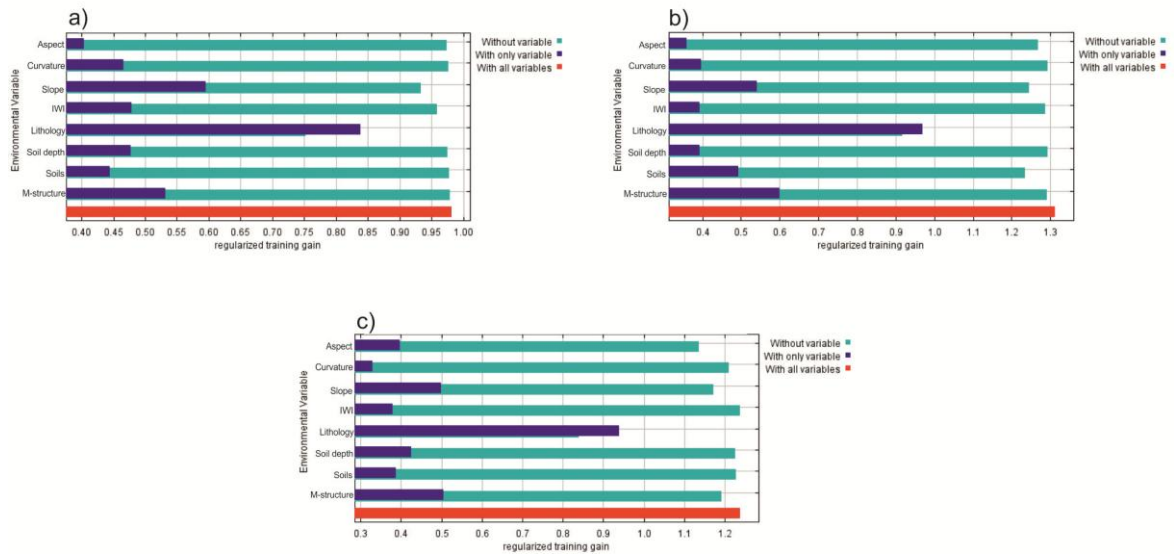 a)
Environmental Variable
Aspect
Curvature
Slope
IWI
Lithology
Soil depth
Soils
M-structure
0.40 0.45 0.50 0.55 0.60 0.65 0.70 0.75 0.80 0.85 0.90 0.95 1.00
regularized training gain
Without variable
With only variable
With all variables
b)
Environmental Variable
Aspect
Curvature
Slope
IWI
Lithology
Soil depth
Soils
M-structure
0.4 0.5 0.6 0.7 0.8 0.9 1.0 1.1 1.2 1.3
regularized training gain
Without variable
With only variable
With all variables
c)
Environmental Variable
Aspect
Curvature
Slope
IWI
Lithology
Soil depth
Soils
M-structure
0.3 0.4 0.5 0.6 0.7 0.8 0.9 1.0 1.1 1.2
regularized training gain
Without variable
With only variable
With all variables